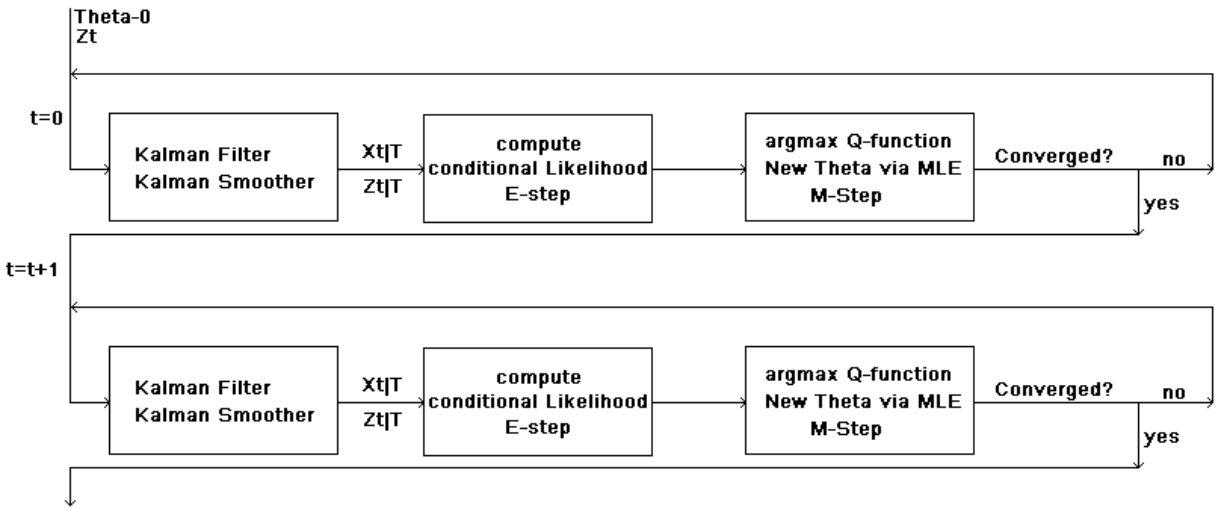 Theta-0
Zt
t=0
Kalman Filter
Kalman Smoother
Xt|T
Zt|T
compute
conditional Likelihood
E-step
argmax Q-function
New Theta via MLE
M-Step
Converged?
no
yes
t=t+1
Kalman Filter
Kalman Smoother
Xt|T
Zt|T
compute
conditional Likelihood
E-step
argmax Q-function
New Theta via MLE
M-Step
Converged?
no
yes